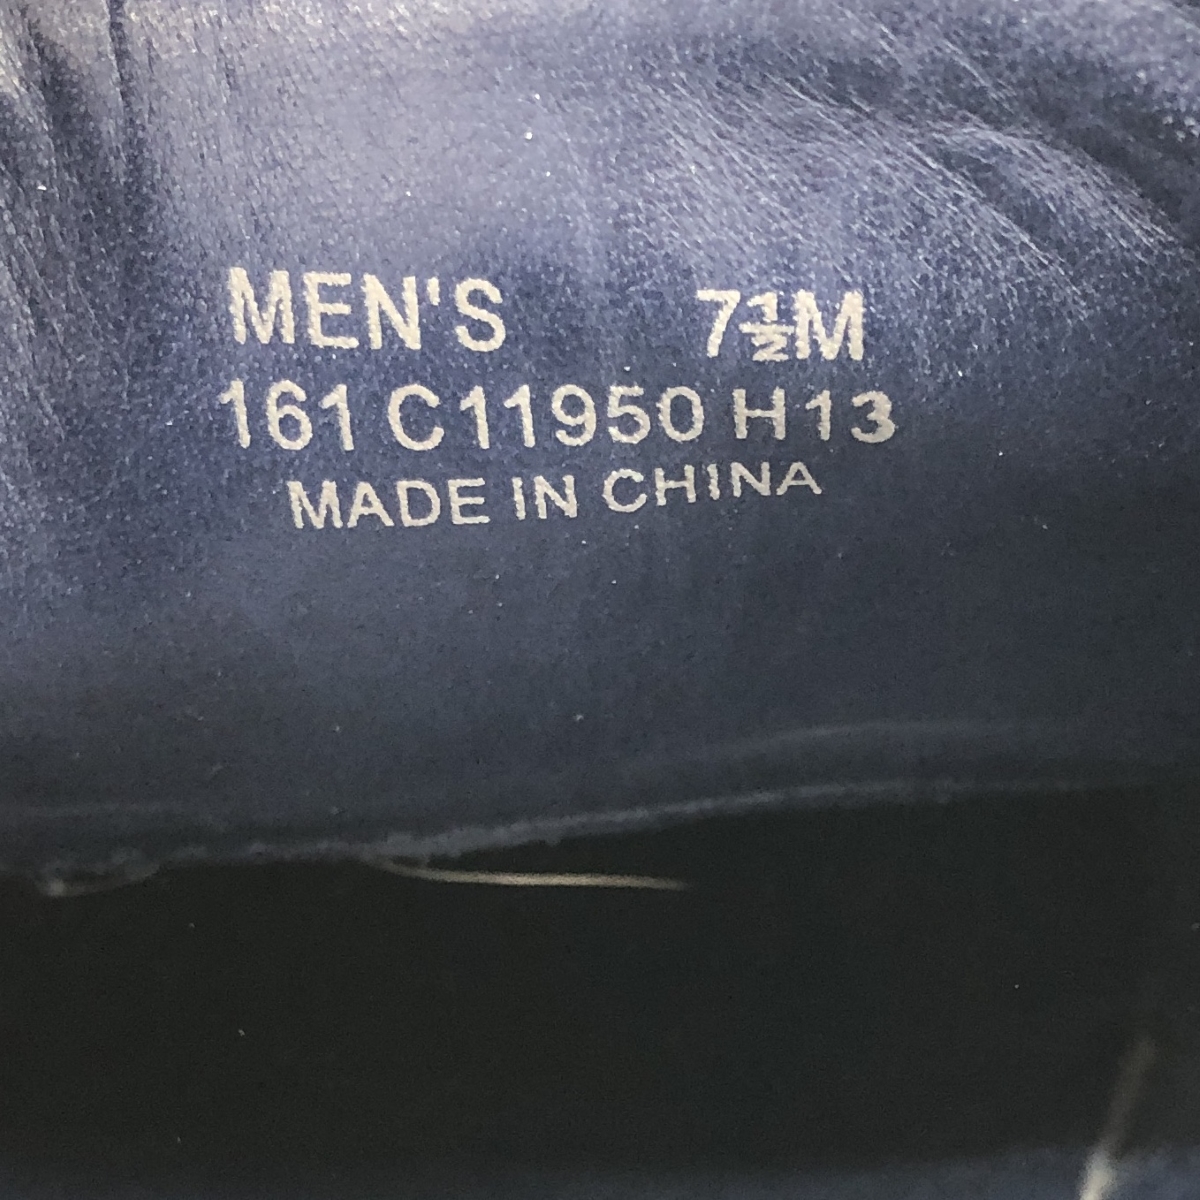 MEN'S 7½M
161 C11950 H13
MADE IN CHINA